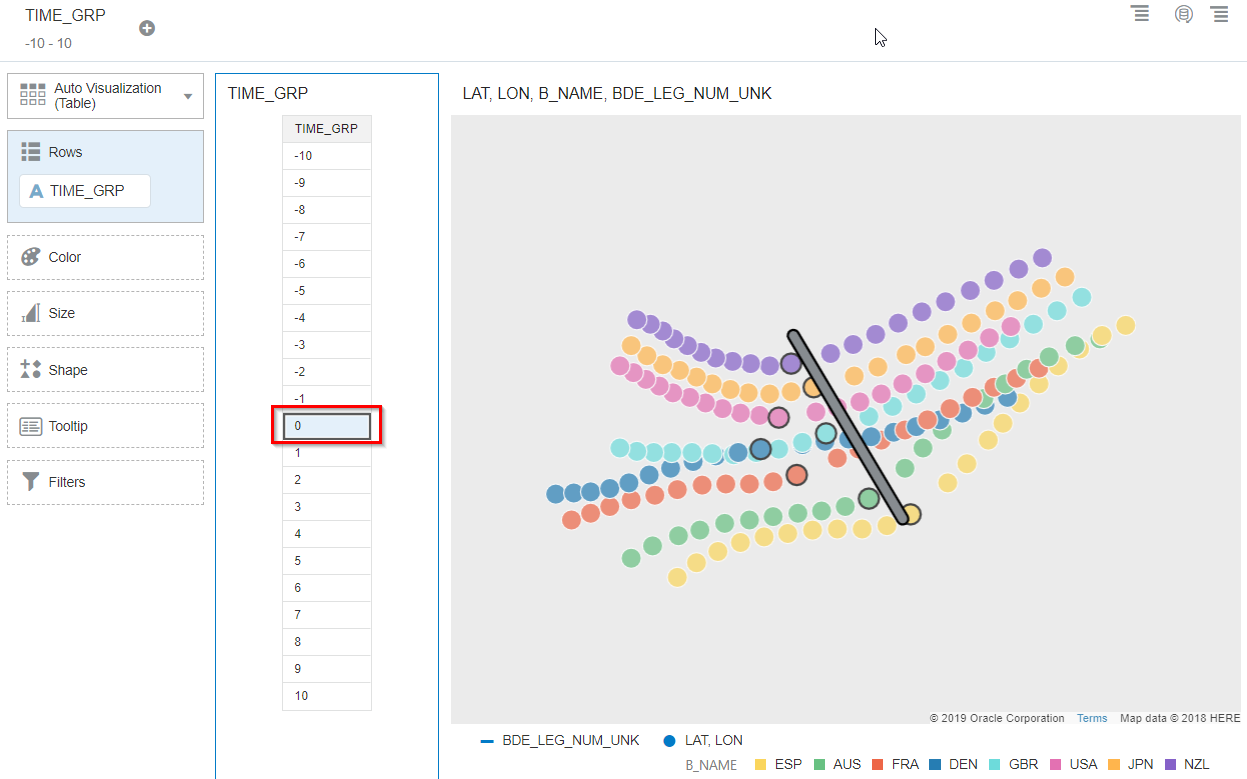 TIME_GRP
-10 - 10
Auto Visualization
(Table)
Rows
A TIME_GRP
Color
Size
Shape
Tooltip
Filters
TIME_GRP
TIME_GRP
-10
-9
-8
-7
-6
-5
-4
-3
-2
-1
0
1
2
3
4
5
6
7
8
9
10
LAT, LON, B_NAME, BDE_LEG_NUM_UNK
© 2019 Oracle Corporation Terms Map data © 2018 HERE
BDE_LEG_NUM_UNK LAT, LON
B_NAME ESP AUS FRA DEN GBR USA JPN NZL